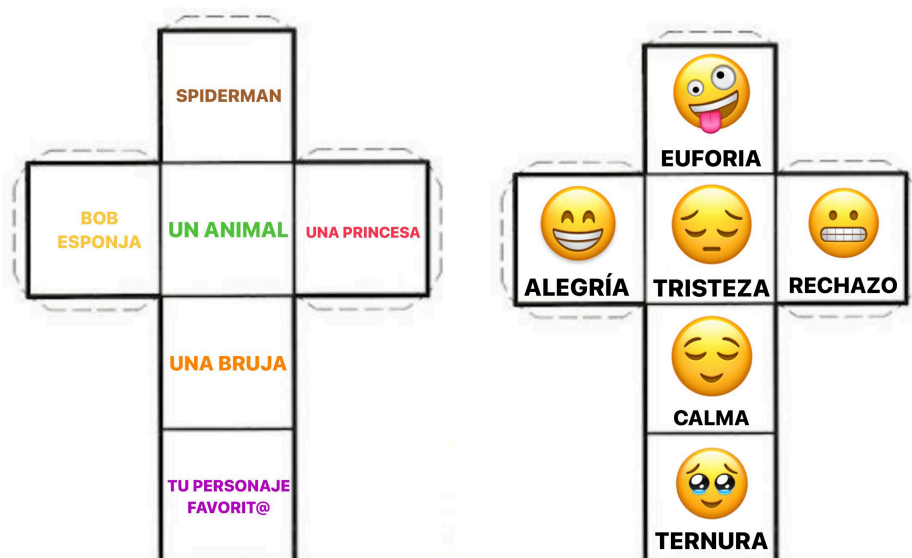 SPIDERMAN
BOB
ESPONJA
UN ANIMAL
UNA PRINCESA
UNA BRUJA
TU PERSONAJE
FAVORIT@
EUFORIA
ALEGRÍA
TRISTEZA
RECHAZO
CALMA
TERNURA